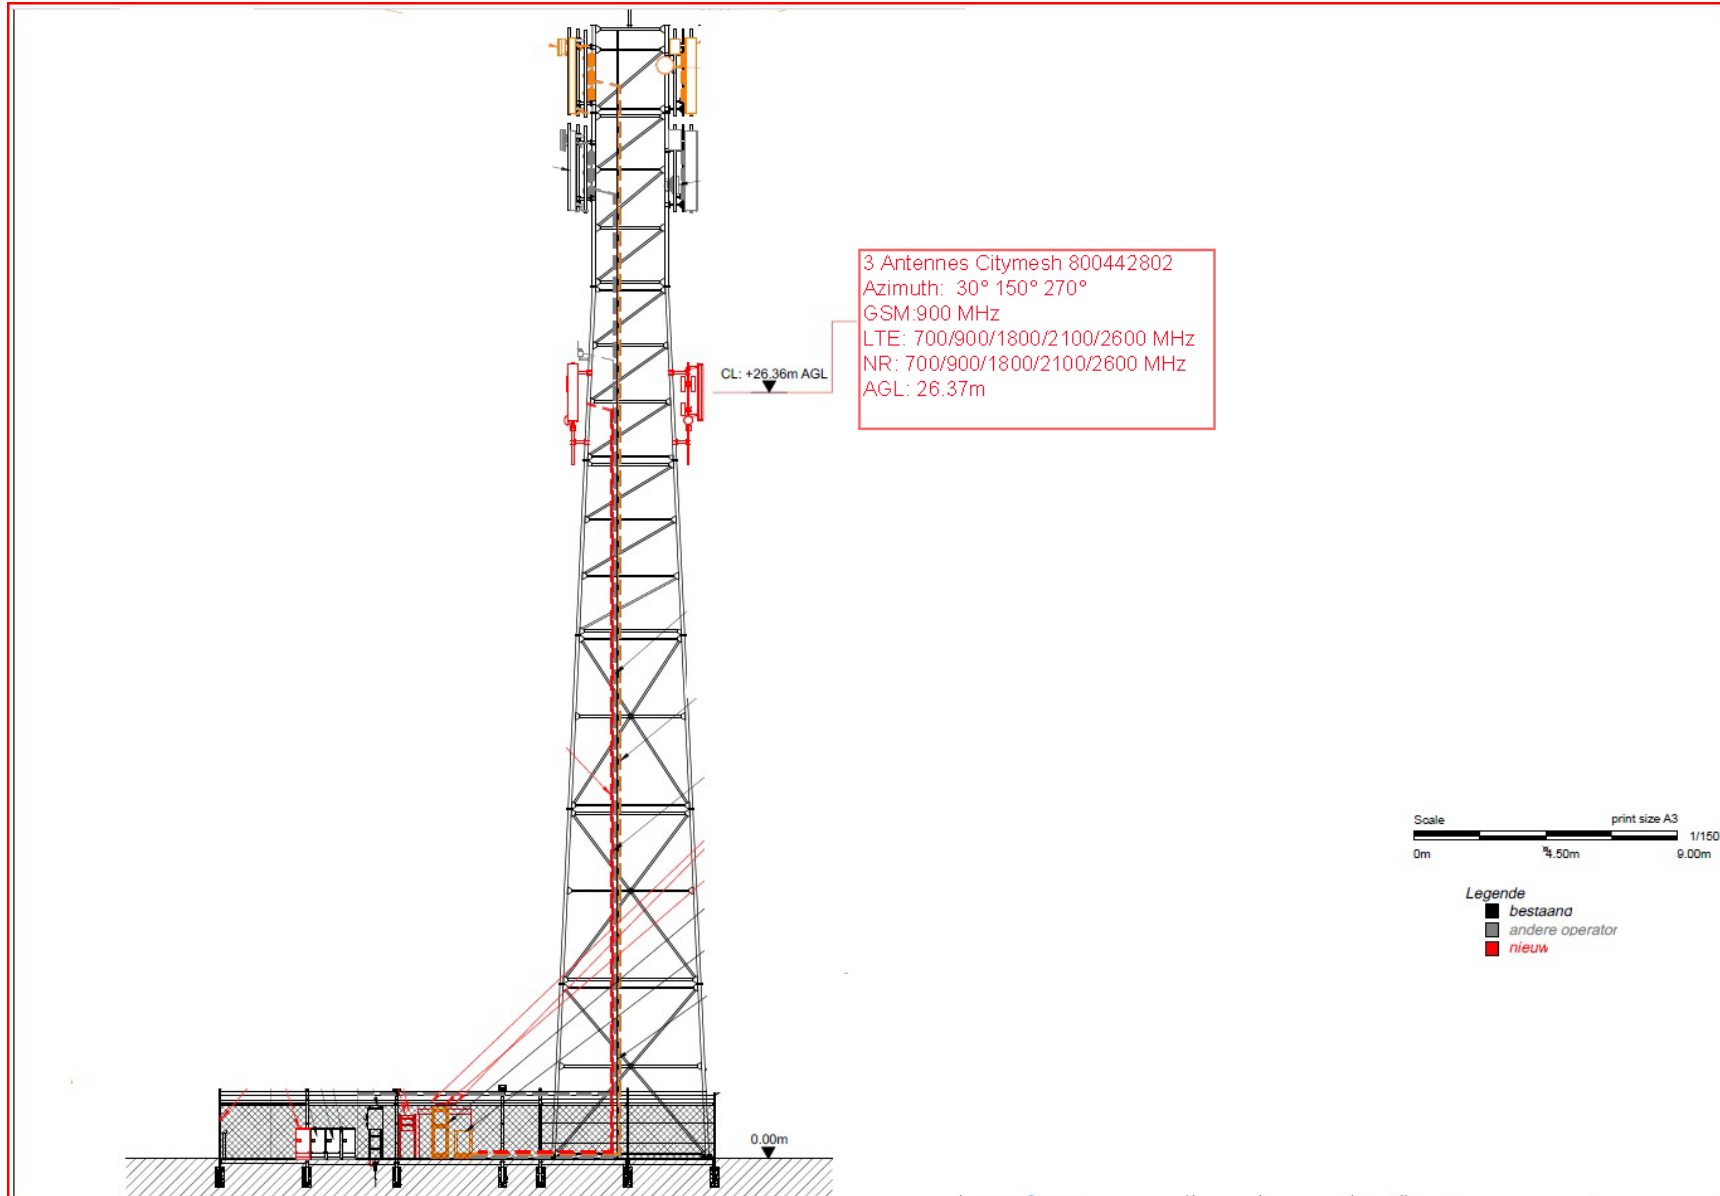 3 Antennes Citymesh 800442802
Azimuth: 30° 150° 270°
GSM:900 MHz
LTE: 700/900/1800/2100/2600 MHz
NR: 700/900/1800/2100/2600 MHz
AGL: 26.37m
CL: +26.36m AGL
Scale print size A3
1/150
0m 4.50m 9.00m
Legende
bestaand
andere operator
nieuw
0.00m